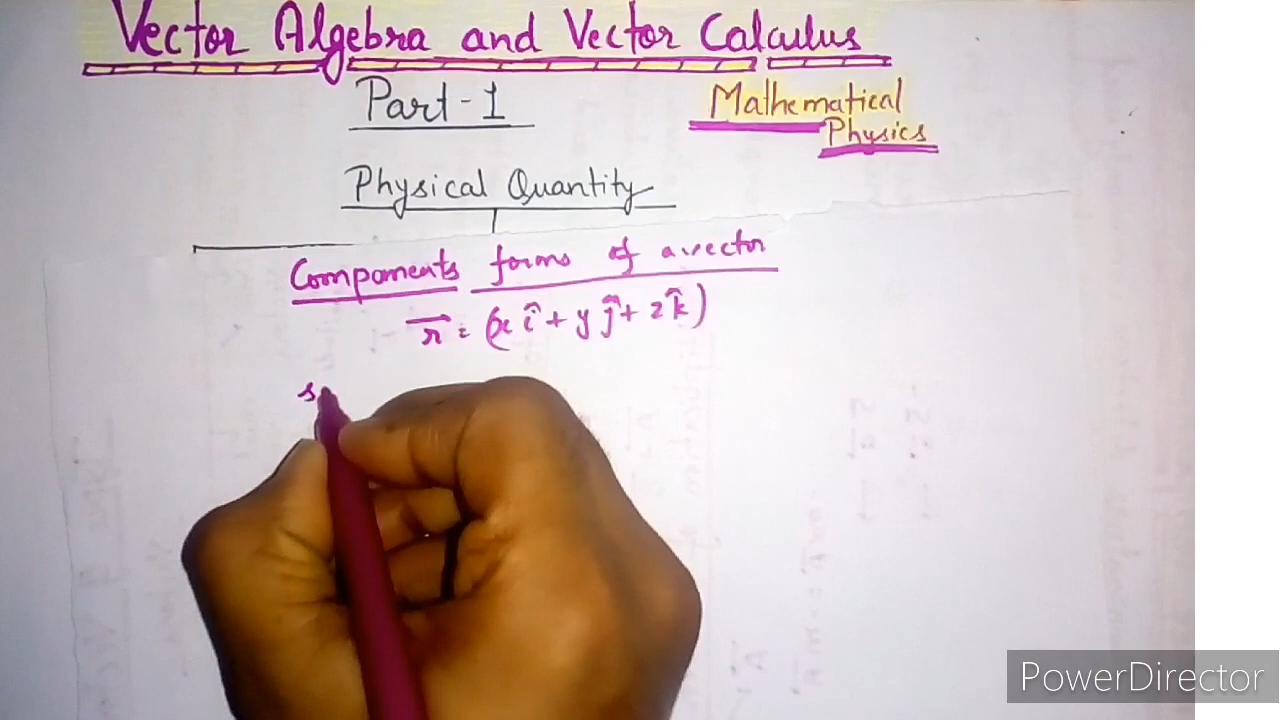 Vector Algebra and Vector Calculus
Part-1
Mathematical
Physics
Physical Quantity
Components forms of a vector
r⃗ = (x î + y ĵ + z k̂)
s
PowerDirector